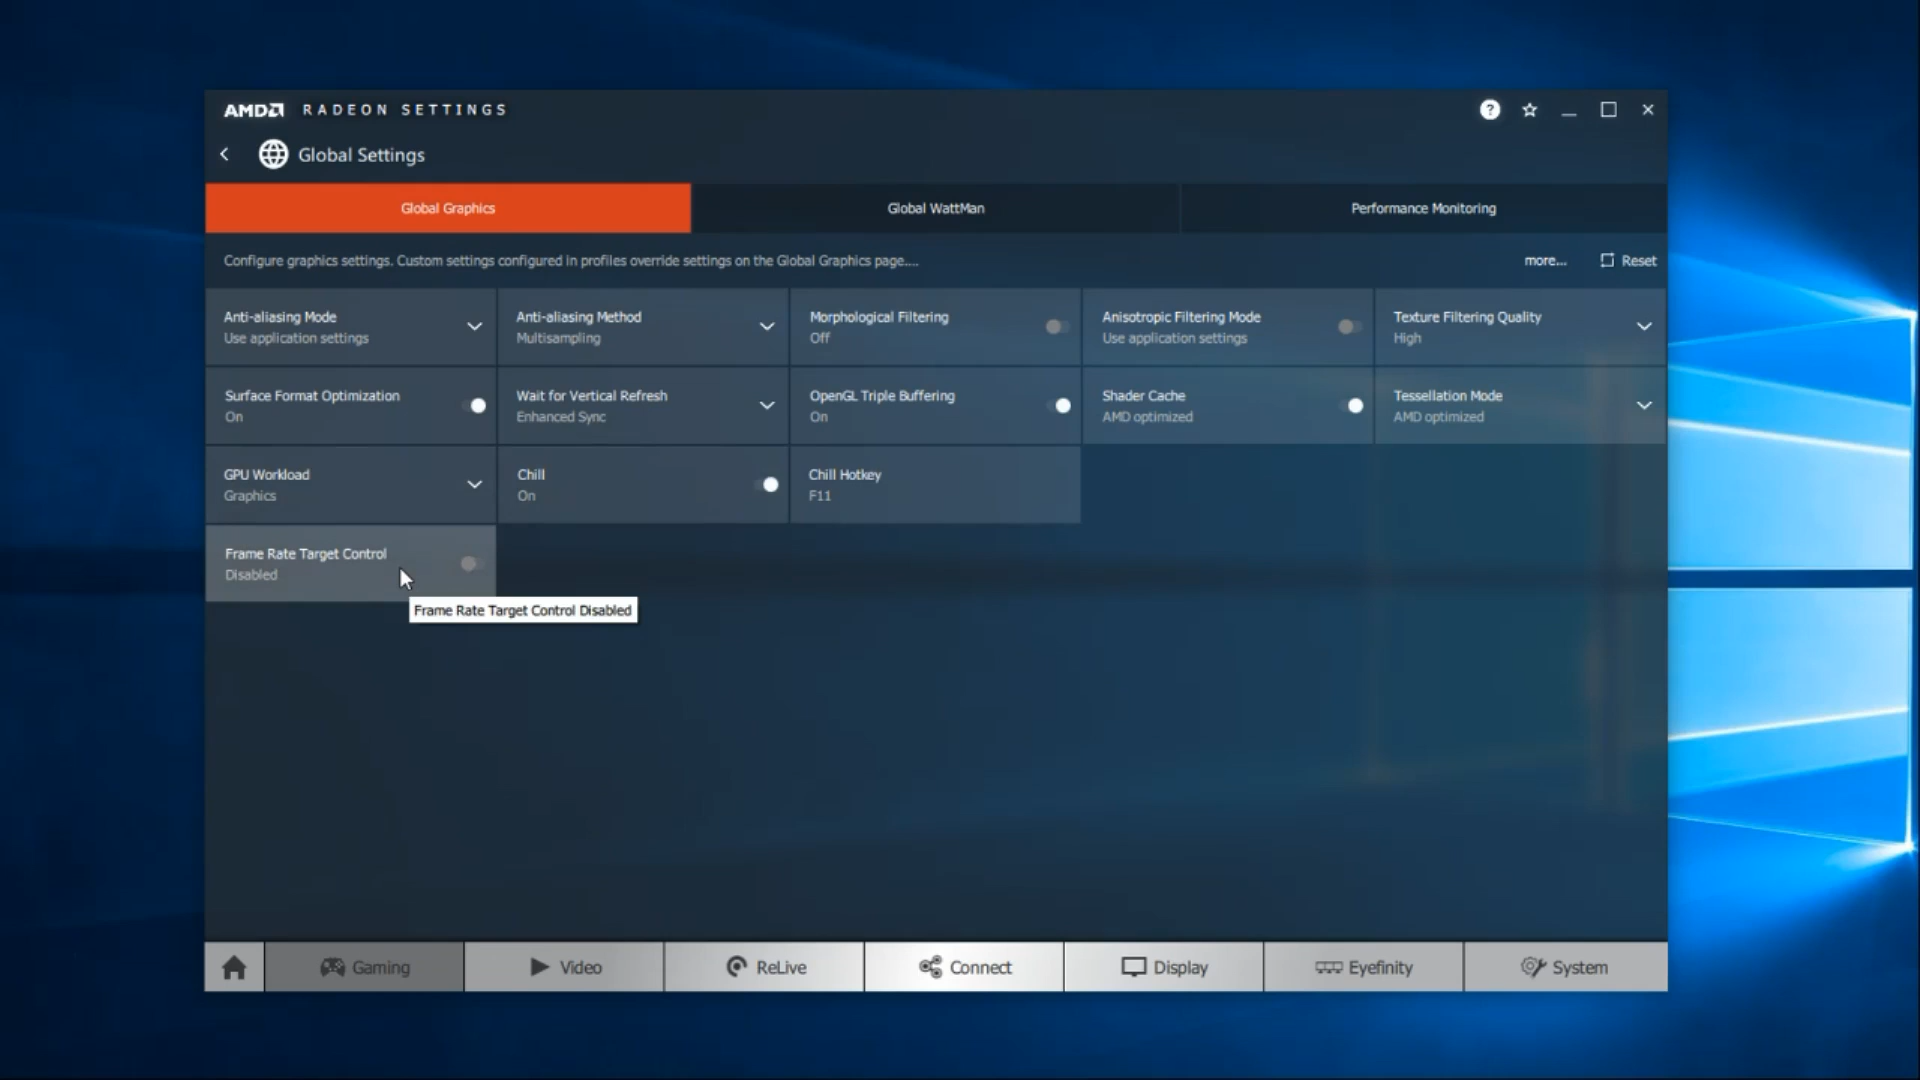 AMD RADEON SETTINGS
?
Global Settings
Global Graphics
Global WattMan
Performance Monitoring
Configure graphics settings. Custom settings configured in profiles override settings on the Global Graphics page....
more...
Reset
Anti-aliasing Mode
Use application settings
Anti-aliasing Method
Multisampling
Morphological Filtering
Off
Anisotropic Filtering Mode
Use application settings
Texture Filtering Quality
High
Surface Format Optimization
On
Wait for Vertical Refresh
Enhanced Sync
OpenGL Triple Buffering
On
Shader Cache
AMD optimized
Tessellation Mode
AMD optimized
GPU Workload
Graphics
Chill
On
Chill Hotkey
F11
Frame Rate Target Control
Disabled
Frame Rate Target Control Disabled
Gaming
Video
ReLive
Connect
Display
Eyefinity
System